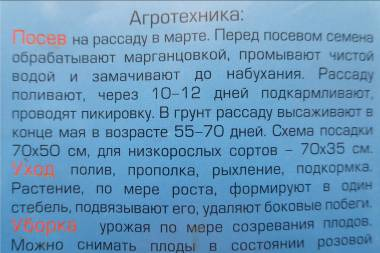 Агротехника:
Посев на рассаду в марте. Перед посевом семена
обрабатывают марганцовкой, промывают чистой
водой и замачивают до набухания. Рассаду
поливают, через 10-12 дней подкармливают,
проводят пикировку. В грунт рассаду высаживают в
конце мая в возрасте 55-70 дней. Схема посадки
70х50 см, для низкорослых сортов - 70х35 см.
Уход полив, прополка, рыхление, подкормка.
Растение, по мере роста, формируют в один
стебель, подвязывают его, удаляют боковые побеги.
Уборка урожая по мере созревания плодов.
Можно снимать плоды в состоянии розовой